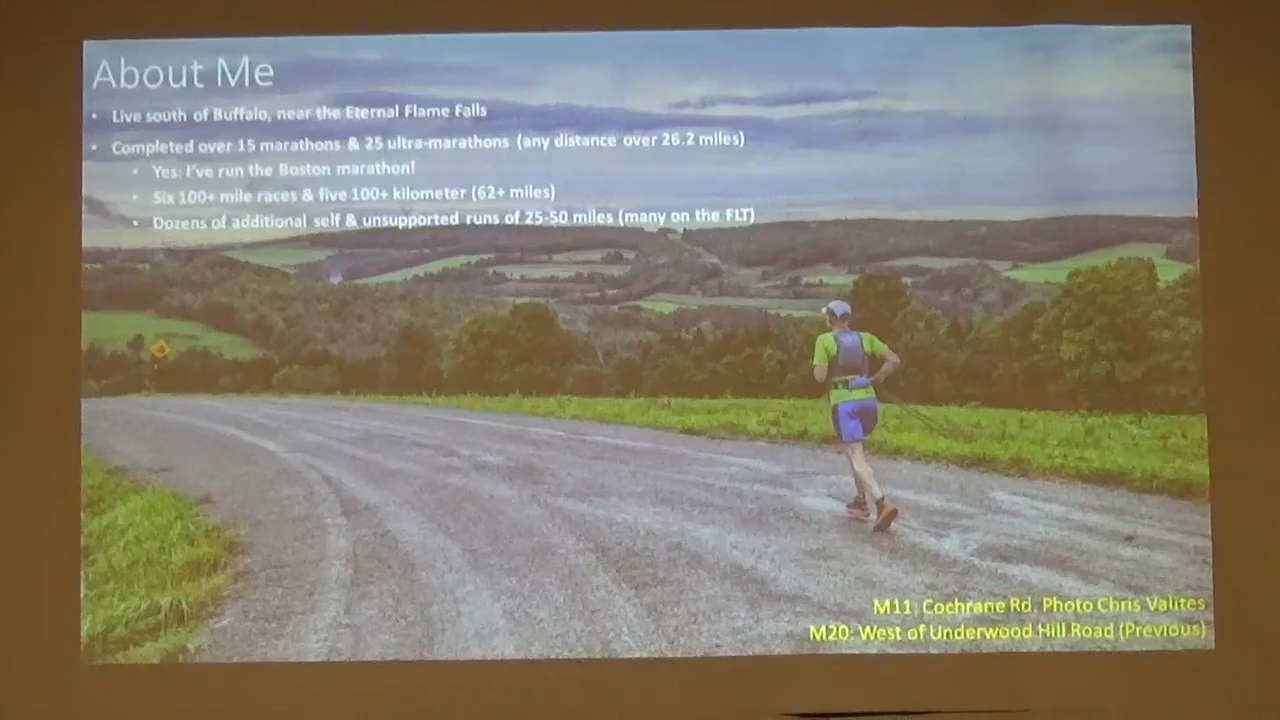 About Me
• Live south of Buffalo, near the Eternal Flame Falls
• Completed over 15 marathons & 25 ultra-marathons (any distance over 26.2 miles)
• Yes: I've run the Boston marathon!
• Six 100+ mile races & five 100+ kilometer (62+ miles)
• Dozens of additional self & unsupported runs of 25-50 miles (many on the FLT)
M11: Cochrane Rd. Photo Chris Valites
M20: West of Underwood Hill Road (Previous)